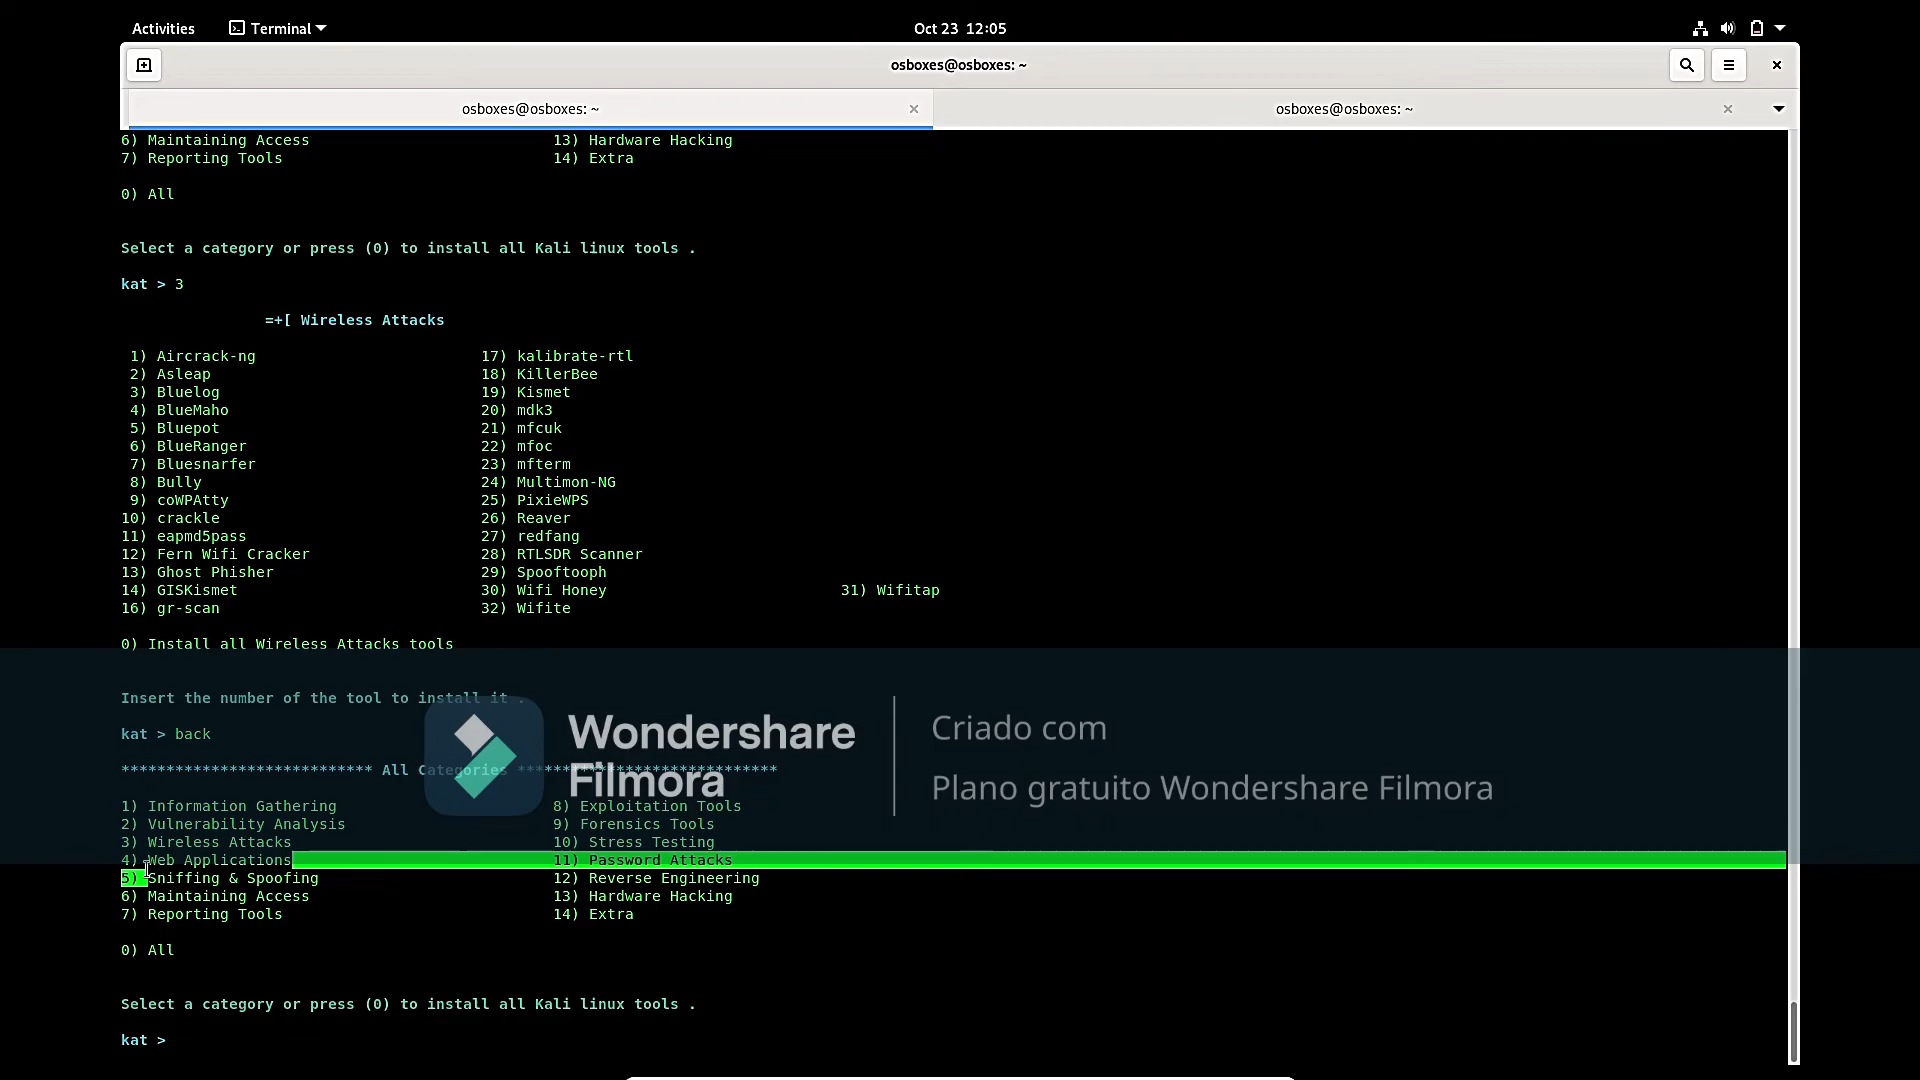 Activities Terminal Oct 23 12:05
osboxes@osboxes: ~
osboxes@osboxes: ~ osboxes@osboxes: ~
6) Maintaining Access 13) Hardware Hacking
7) Reporting Tools 14) Extra
0) All
Select a category or press (0) to install all Kali linux tools .
kat > 3
=+[ Wireless Attacks
1) Aircrack-ng 17) kalibrate-rtl
2) Asleap 18) KillerBee
3) Bluelog 19) Kismet
4) BlueMaho 20) mdk3
5) Bluepot 21) mfcuk
6) BlueRanger 22) mfoc
7) Bluesnarfer 23) mfterm
8) Bully 24) Multimon-NG
9) coWPAtty 25) PixieWPS
10) crackle 26) Reaver
11) eapmd5pass 27) redfang
12) Fern Wifi Cracker 28) RTLSDR Scanner
13) Ghost Phisher 29) Spooftooph
14) GISKismet 30) Wifi Honey 31) Wifitap
16) gr-scan 32) Wifite
0) Install all Wireless Attacks tools
Insert the number of the tool to install it .
kat > back
**************************** All Categories *****************************
1) Information Gathering 8) Exploitation Tools
2) Vulnerability Analysis 9) Forensics Tools
3) Wireless Attacks 10) Stress Testing
4) Web Applications 11) Password Attacks
5) Sniffing & Spoofing 12) Reverse Engineering
6) Maintaining Access 13) Hardware Hacking
7) Reporting Tools 14) Extra
0) All
Select a category or press (0) to install all Kali linux tools .
kat >
Wondershare
Filmora
Criado com
Plano gratuito Wondershare Filmora